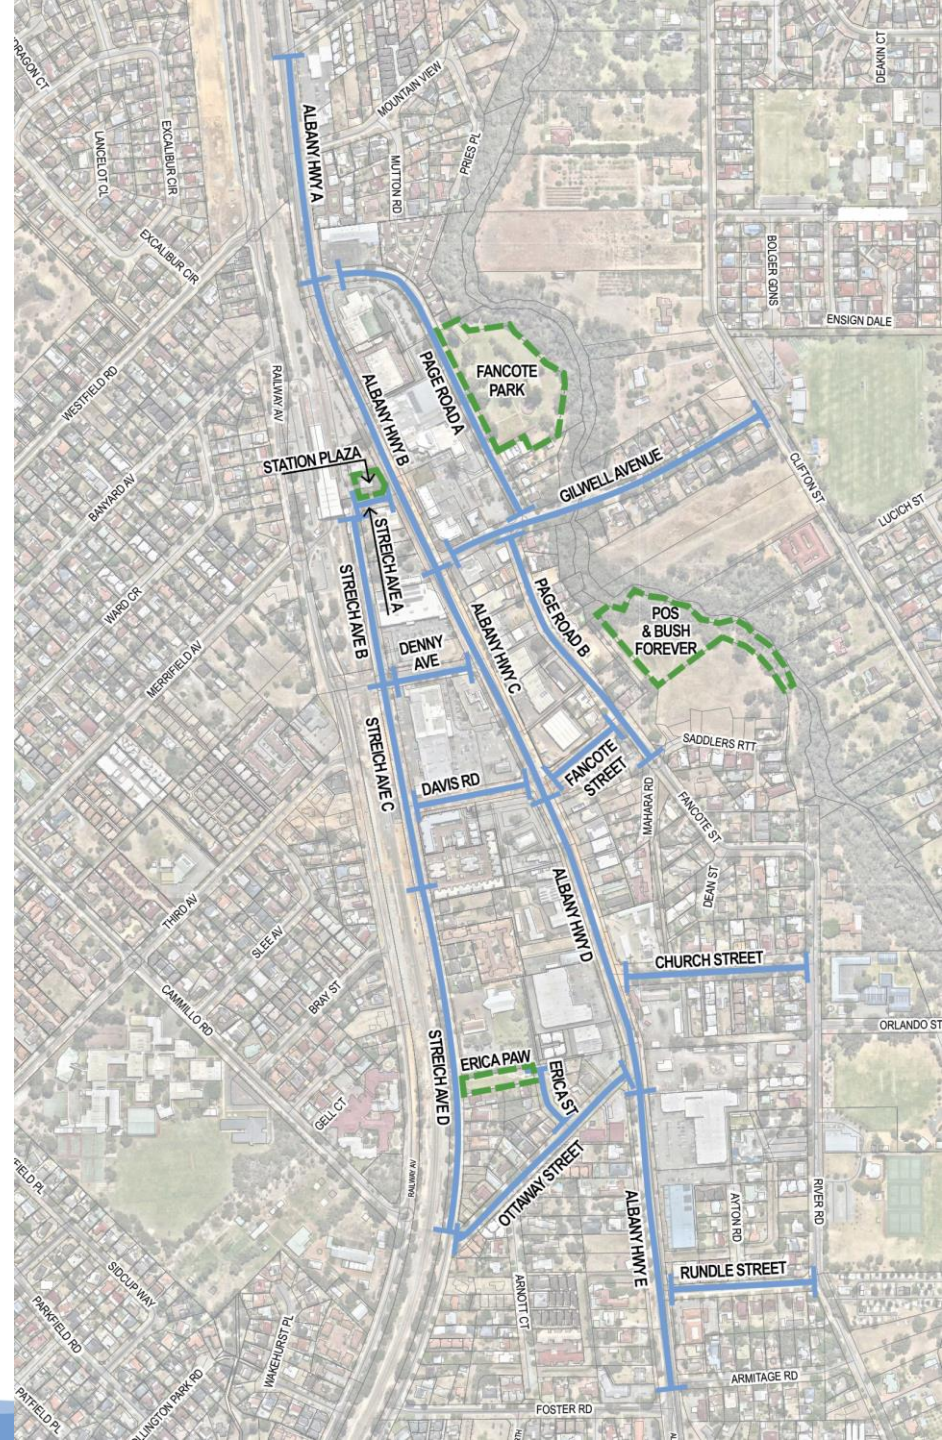 DEAKIN CT
MOUNTAIN VIEW
ALBANY HWY A
LANCELOT CL
EXCALIBUR CIR
PRIES PL
MUTTON RD
EXCALIBUR CIR
BOLGER GDNS
ENSIGN DALE
FANCOTE
PARK
PAGE ROAD A
WESTFIELD RD
RAILWAY AV
ALBANY HWY B
STATION PLAZA
GILWELL AVENUE
CLIFTON ST
BANYARD AV
LUCICH ST
STREICH AVE A
WARD CR
STREICH AVE B
PAGE ROAD B
POS
& BUSH
FOREVER
ALBANY HWY C
DENNY
AVE
MERRIFIELD AV
SADDLERS RTT
STREICH AVE C
FANCOTE
STREET
DAVIS RD
MAHARA RD
FANCOTE ST
DEAN ST
THIRD AV
ALBANY HWY D
SLEE AV
CHURCH STREET
BRAY ST
CAMMILLO RD
ORLANDO ST
STREICH AVE D
ERICA PAW
ERICA ST
GELL CT
RAILWAY AV
OTTAWAY STREET
RIVER RD
AYTON RD
ALBANY HWY E
RUNDLE STREET
SIDCUP WAY
ARNOTT CT
PARKFIELD RD
WAKEHURST PL
ARMITAGE RD
PATFIELD PL
FOSTER RD